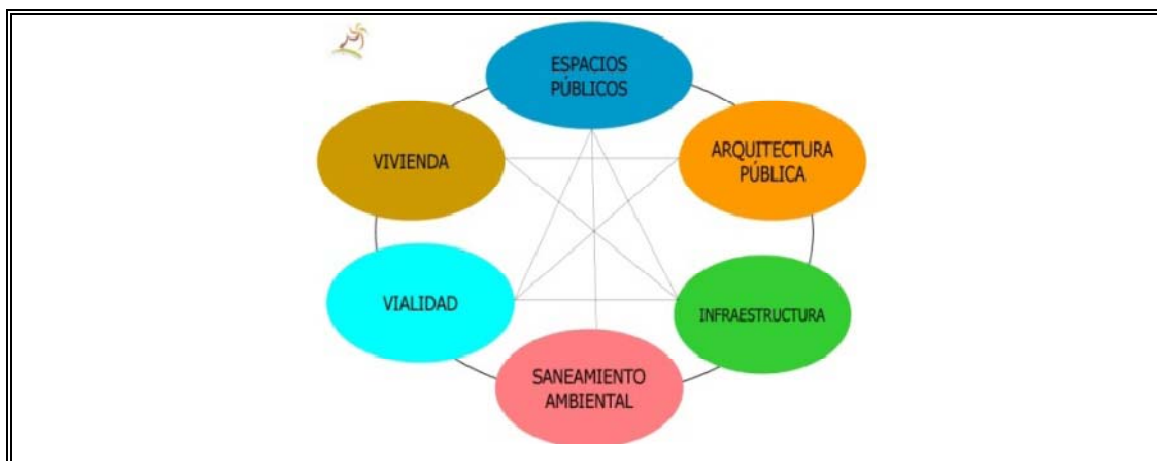 ESPACIOS
PÚBLICOS
VIVIENDA
ARQUITECTURA
PÚBLICA
VIALIDAD
INFRAESTRUCTURA
SANEAMIENTO
AMBIENTAL